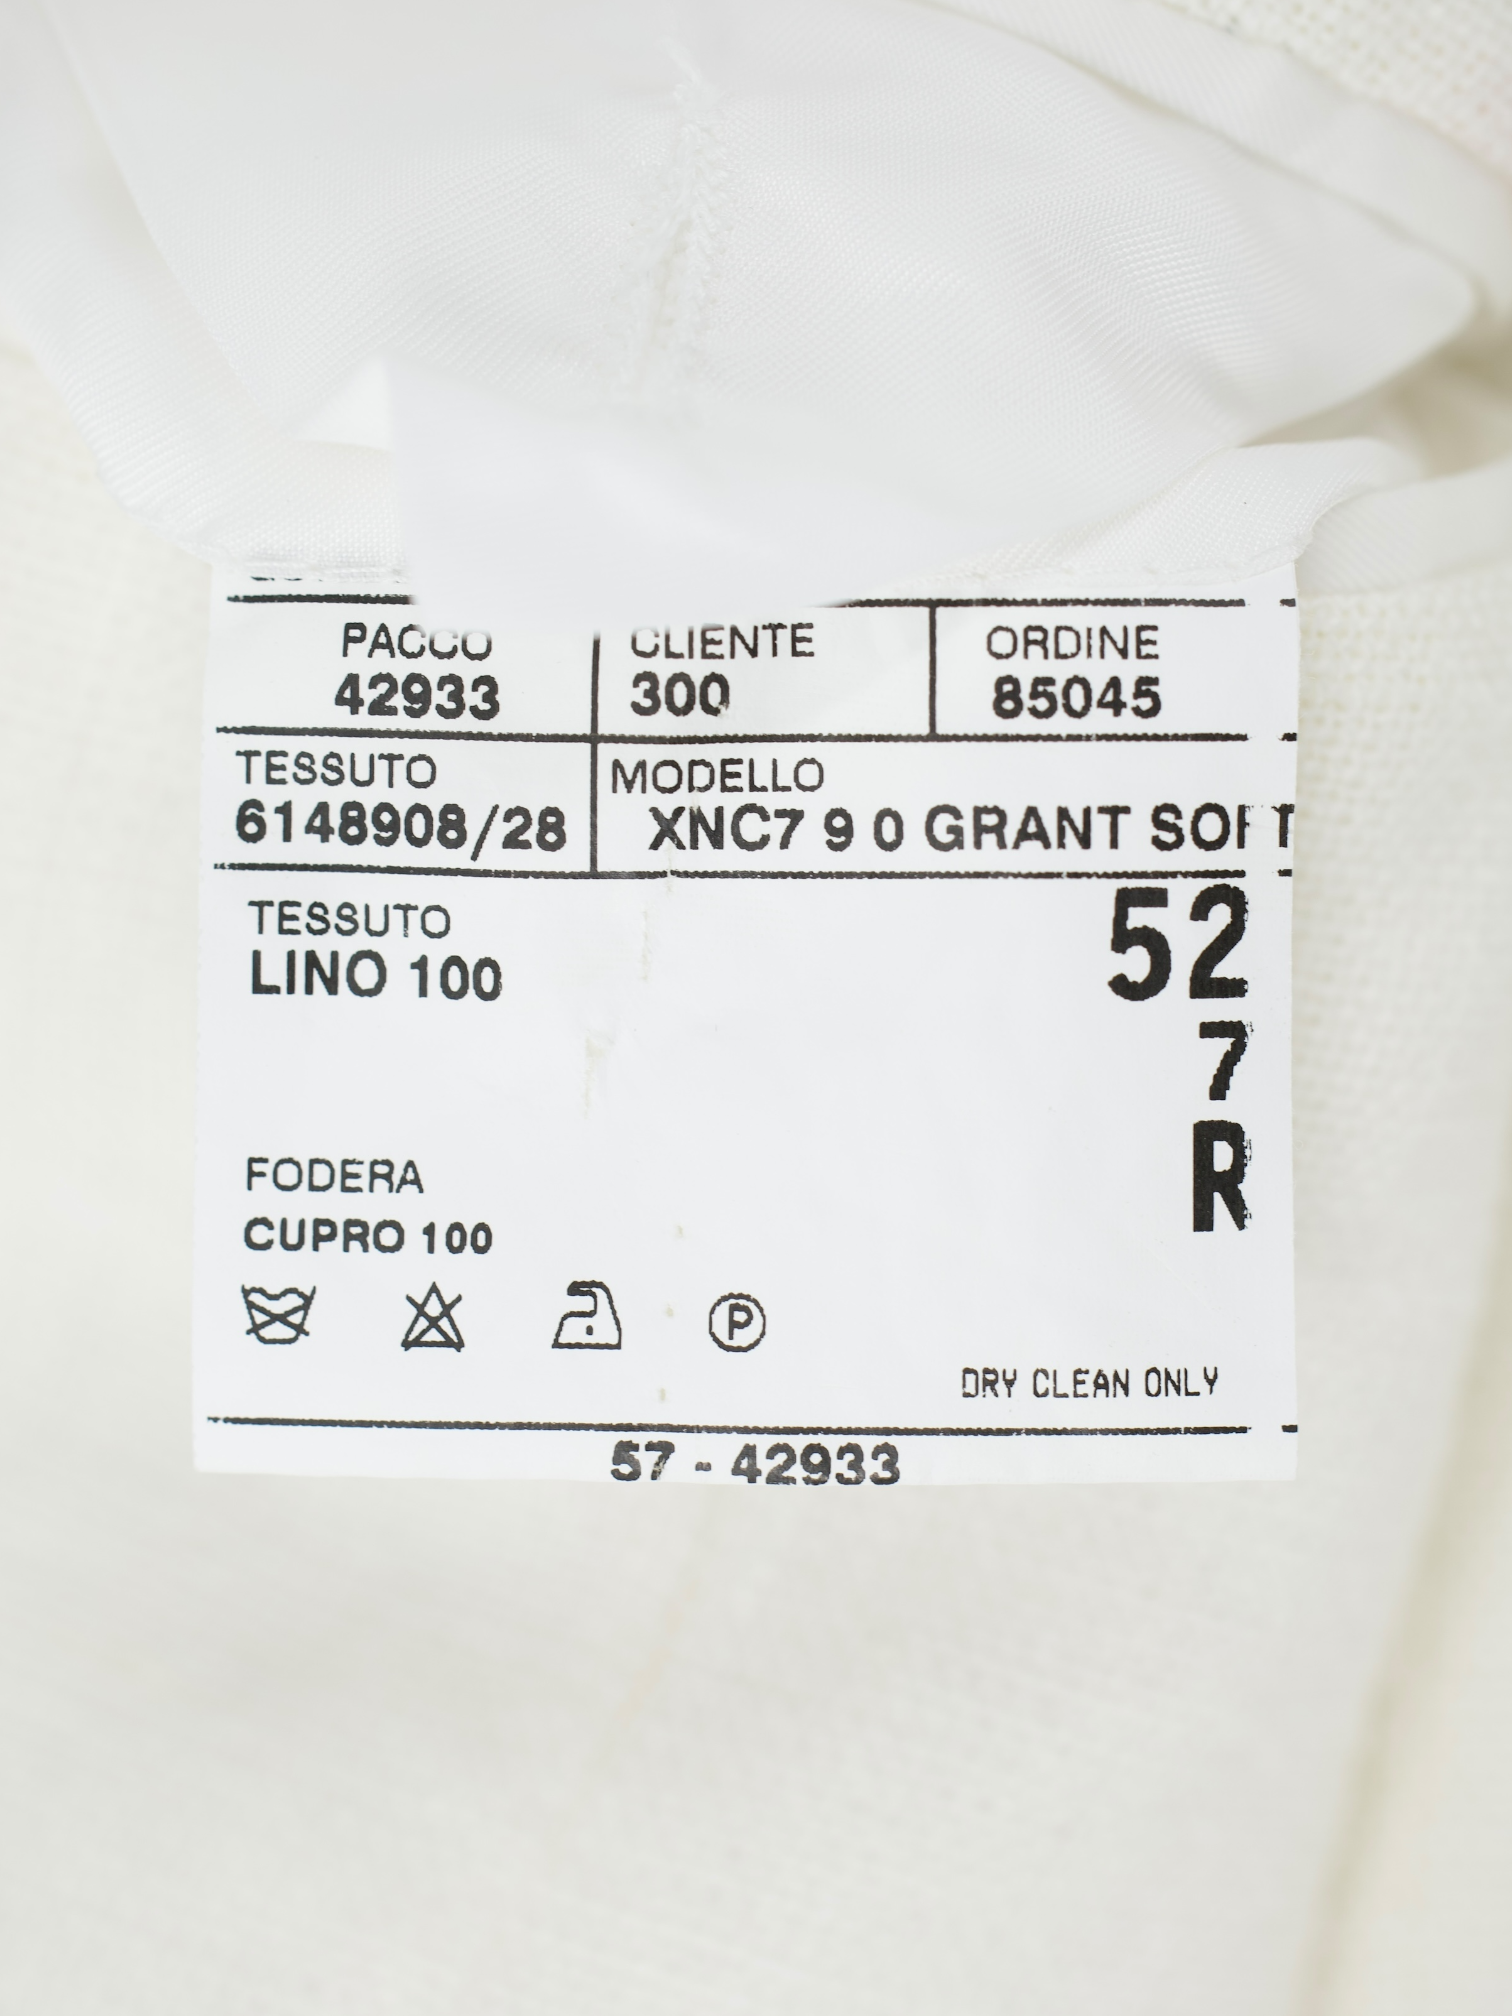 PACCO CLIENTE ORDINE
42933 300 85045
TESSUTO MODELLO
6148908/28 XNC7 9 0 GRANT SOFT
TESSUTO
LINO 100
52
7
R
FODERA
CUPRO 100
P
DRY CLEAN ONLY
57 - 42933